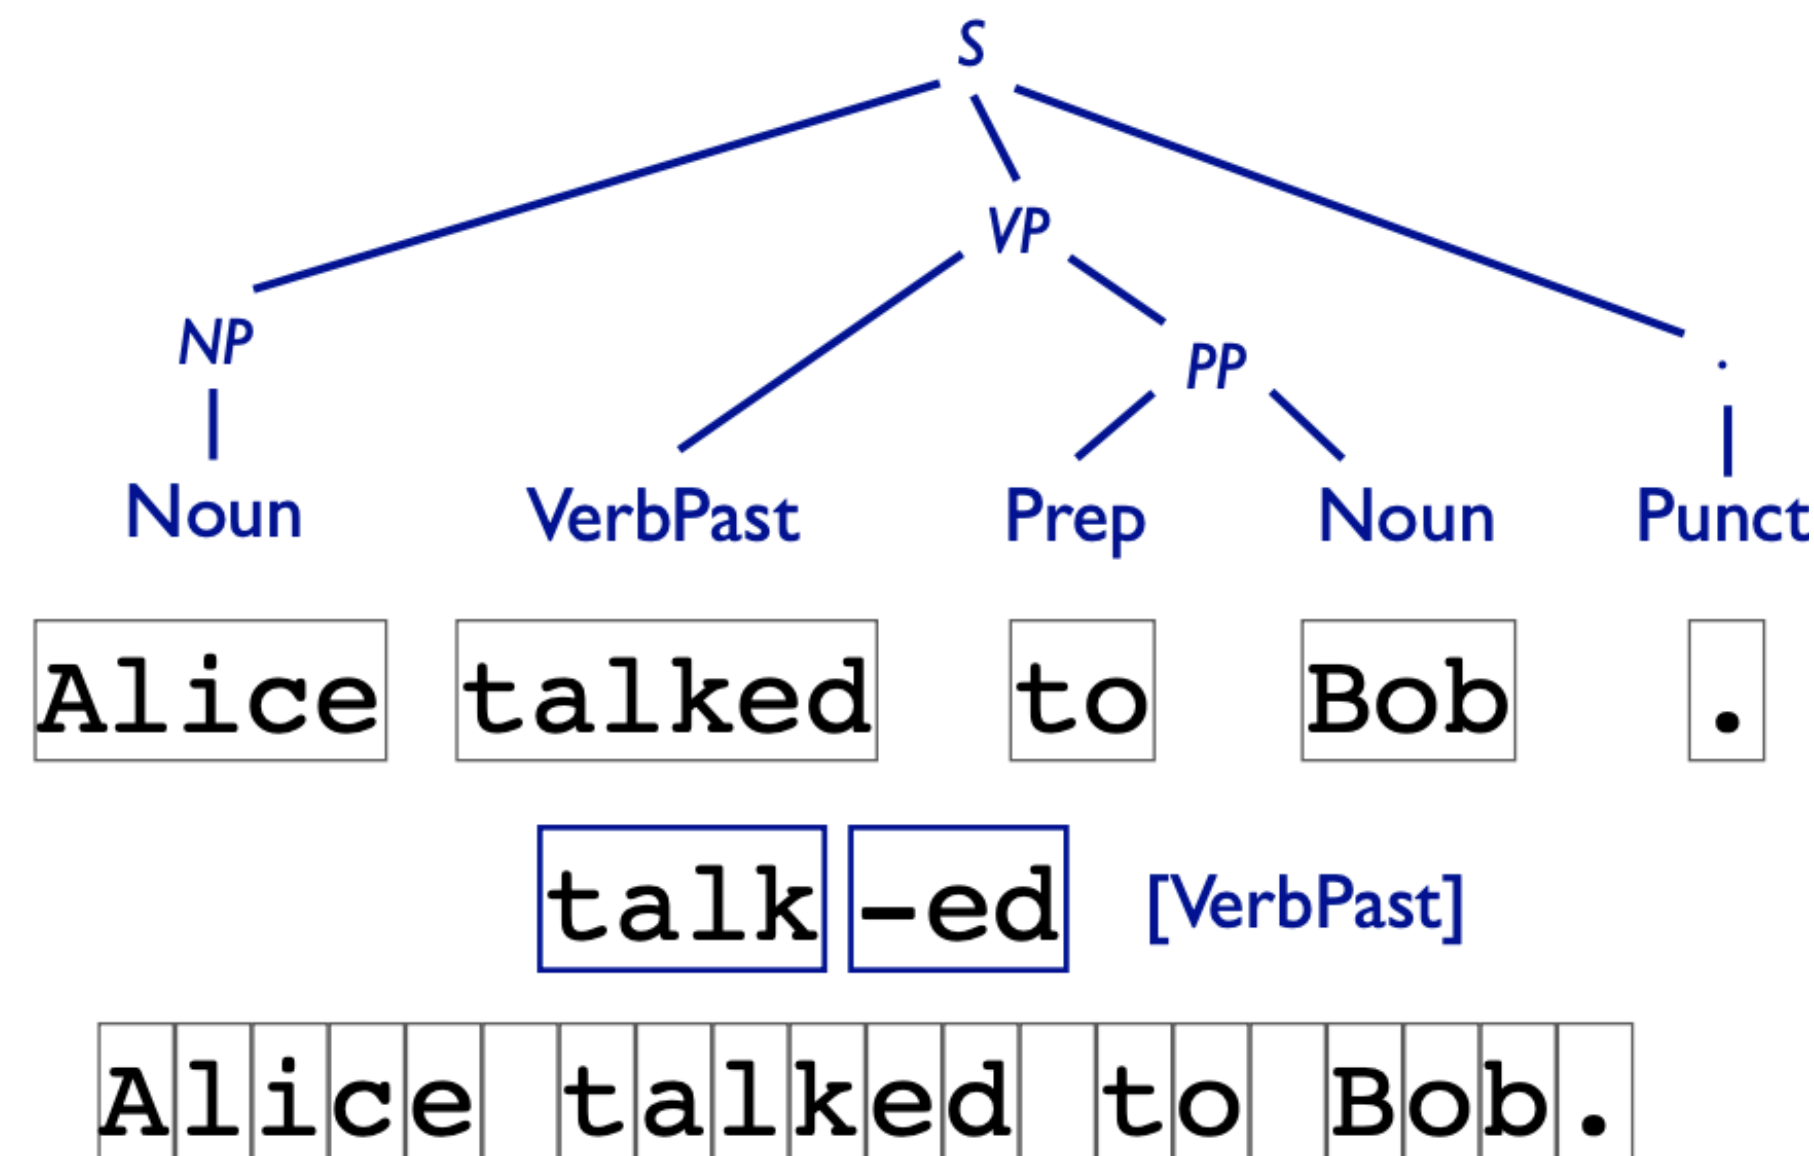 S
VP
NP
PP
.
Noun VerbPast Prep Noun Punct
Alice talked to Bob .
talk -ed [VerbPast]
Alice talked to Bob.